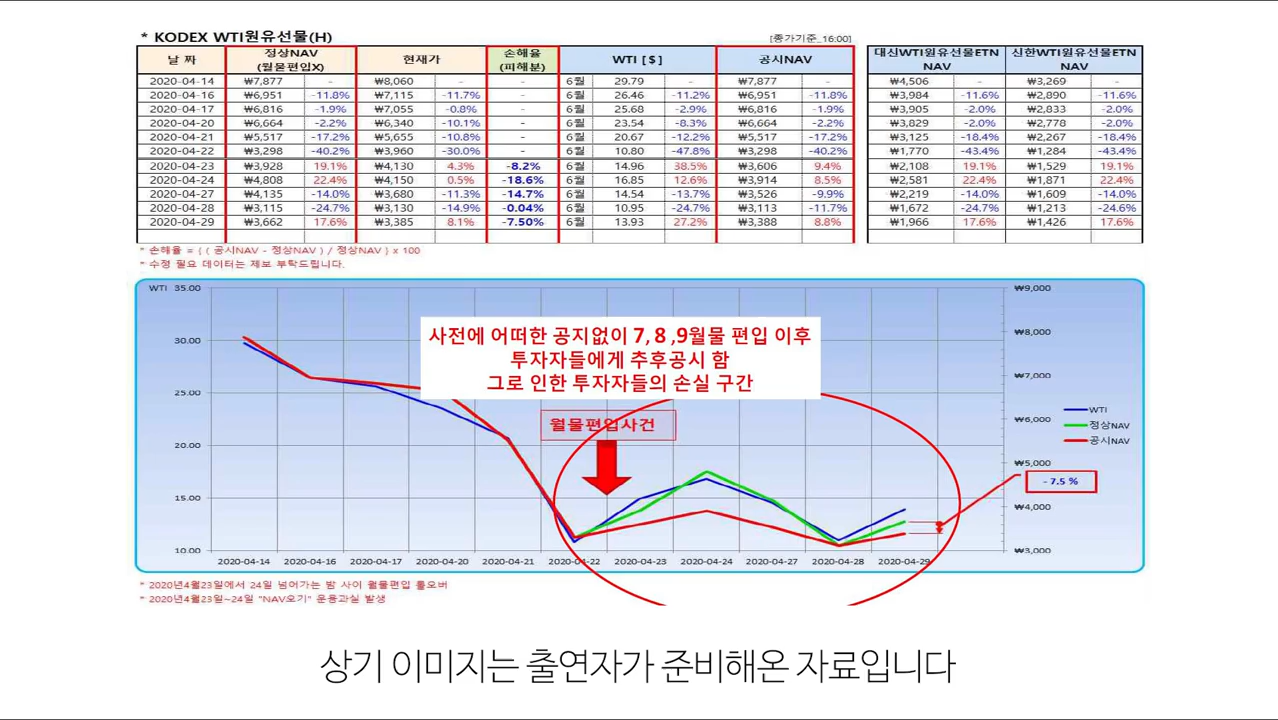 * KODEX WTI원유선물(H)
[종가기준_16:00]
날 짜 정상NAV (월물편입X) 현재가 손해율 (피해분) WTI [$] 공시NAV 대신WTI원유선물ETN NAV 신한WTI원유선물ETN NAV
2020-04-14 ₩7,877 - ₩8,060 - - 6월 29.79 - ₩7,877 - ₩4,506 - ₩3,269 -
2020-04-16 ₩6,951 -11.8% ₩7,115 -11.7% - 6월 26.46 -11.2% ₩6,951 -11.8% ₩3,984 -11.6% ₩2,890 -11.6%
2020-04-17 ₩6,816 -1.9% ₩7,055 -0.8% - 6월 25.68 -2.9% ₩6,816 -1.9% ₩3,905 -2.0% ₩2,833 -2.0%
2020-04-20 ₩6,664 -2.2% ₩6,340 -10.1% - 6월 23.54 -8.3% ₩6,664 -2.2% ₩3,829 -2.0% ₩2,778 -2.0%
2020-04-21 ₩5,517 -17.2% ₩5,655 -10.8% - 6월 20.67 -12.2% ₩5,517 -17.2% ₩3,125 -18.4% ₩2,267 -18.4%
2020-04-22 ₩3,298 -40.2% ₩3,960 -30.0% - 6월 10.80 -47.8% ₩3,298 -40.2% ₩1,770 -43.4% ₩1,284 -43.4%
2020-04-23 ₩3,928 19.1% ₩4,130 4.3% -8.2% 6월 14.96 38.5% ₩3,606 9.4% ₩2,108 19.1% ₩1,529 19.1%
2020-04-24 ₩4,808 22.4% ₩4,150 0.5% -18.6% 6월 16.85 12.6% ₩3,914 8.5% ₩2,581 22.4% ₩1,871 22.4%
2020-04-27 ₩4,135 -14.0% ₩3,680 -11.3% -14.7% 6월 14.54 -13.7% ₩3,526 -9.9% ₩2,219 -14.0% ₩1,609 -14.0%
2020-04-28 ₩3,115 -24.7% ₩3,130 -14.9% -0.04% 6월 10.95 -24.7% ₩3,113 -11.7% ₩1,672 -24.7% ₩1,213 -24.6%
2020-04-29 ₩3,662 17.6% ₩3,385 8.1% -7.50% 6월 13.93 27.2% ₩3,388 8.8% ₩1,966 17.6% ₩1,426 17.6%
* 손해율 = { ( 공시NAV - 정상NAV ) / 정상NAV } x 100
* 수정 필요 데이터는 제보 부탁드립니다.
WTI 35.00 ₩9,000
₩8,000
30.00
사전에 어떠한 공지없이 7, 8 ,9월물 편입 이후
투자자들에게 추후공시 함
그로 인한 투자자들의 손실 구간
₩7,000
25.00
WTI
₩6,000
월물편입사건
정상NAV
20.00
공시NAV
₩5,000
- 7.5 %
15.00
₩4,000
10.00 ₩3,000
2020-04-14 2020-04-16 2020-04-17 2020-04-20 2020-04-21 2020-04-22 2020-04-23 2020-04-24 2020-04-27 2020-04-28 2020-04-29
* 2020년4월23일에서 24일 넘어가는 밤 사이 월물편입 롤오버
* 2020년4월23일~24일 "NAV오기" 운용과실 발생
상기 이미지는 출연자가 준비해온 자료입니다